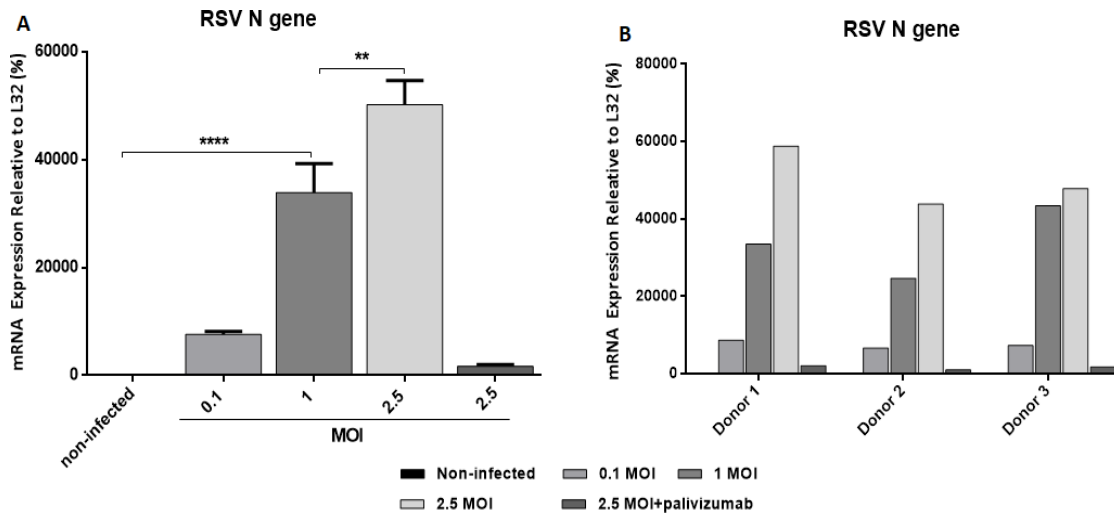 A
RSV N gene
mRNA Expression Releative to L32 (%)
60000
40000
20000
0
****
**
non-infected
0.1
1
2.5
2.5
MOI
B
RSV N gene
mRNA Expression Releative to L32 (%)
80000
60000
40000
20000
0
Donor 1
Donor 2
Donor 3
Non-infected
0.1 MOI
1 MOI
2.5 MOI
2.5 MOI+palivizumab